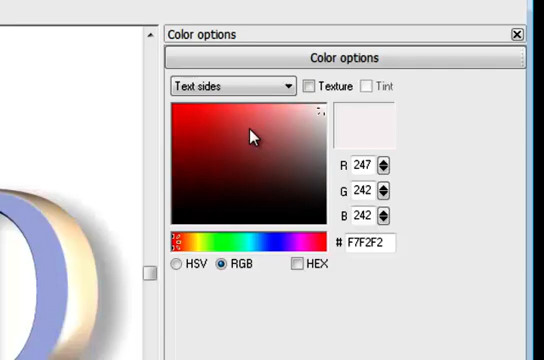 Color options
Color options
Text sides Texture Tint
R 247
G 242
B 242
# F7F2F2
HSV RGB HEX